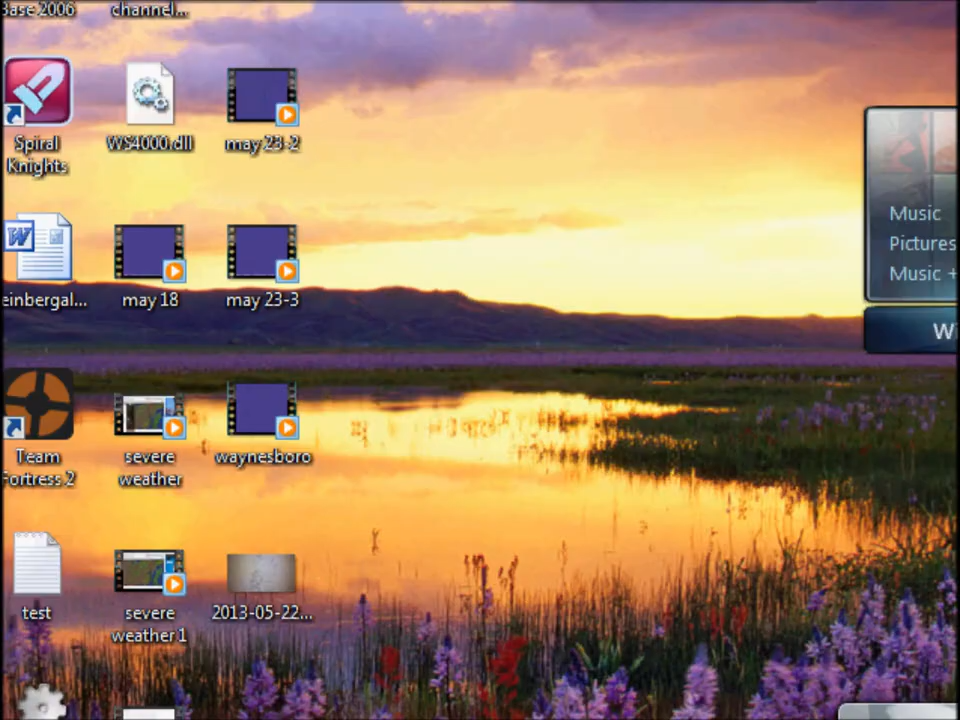 Base 2006
channel...
Spiral
Knights
WS4000.dll
may 23-2
einbergal...
may 18
may 23-3
Team
Fortress 2
severe
weather
waynesboro
test
severe
weather 1
2013-05-22...
Music
Pictures
Music +
W